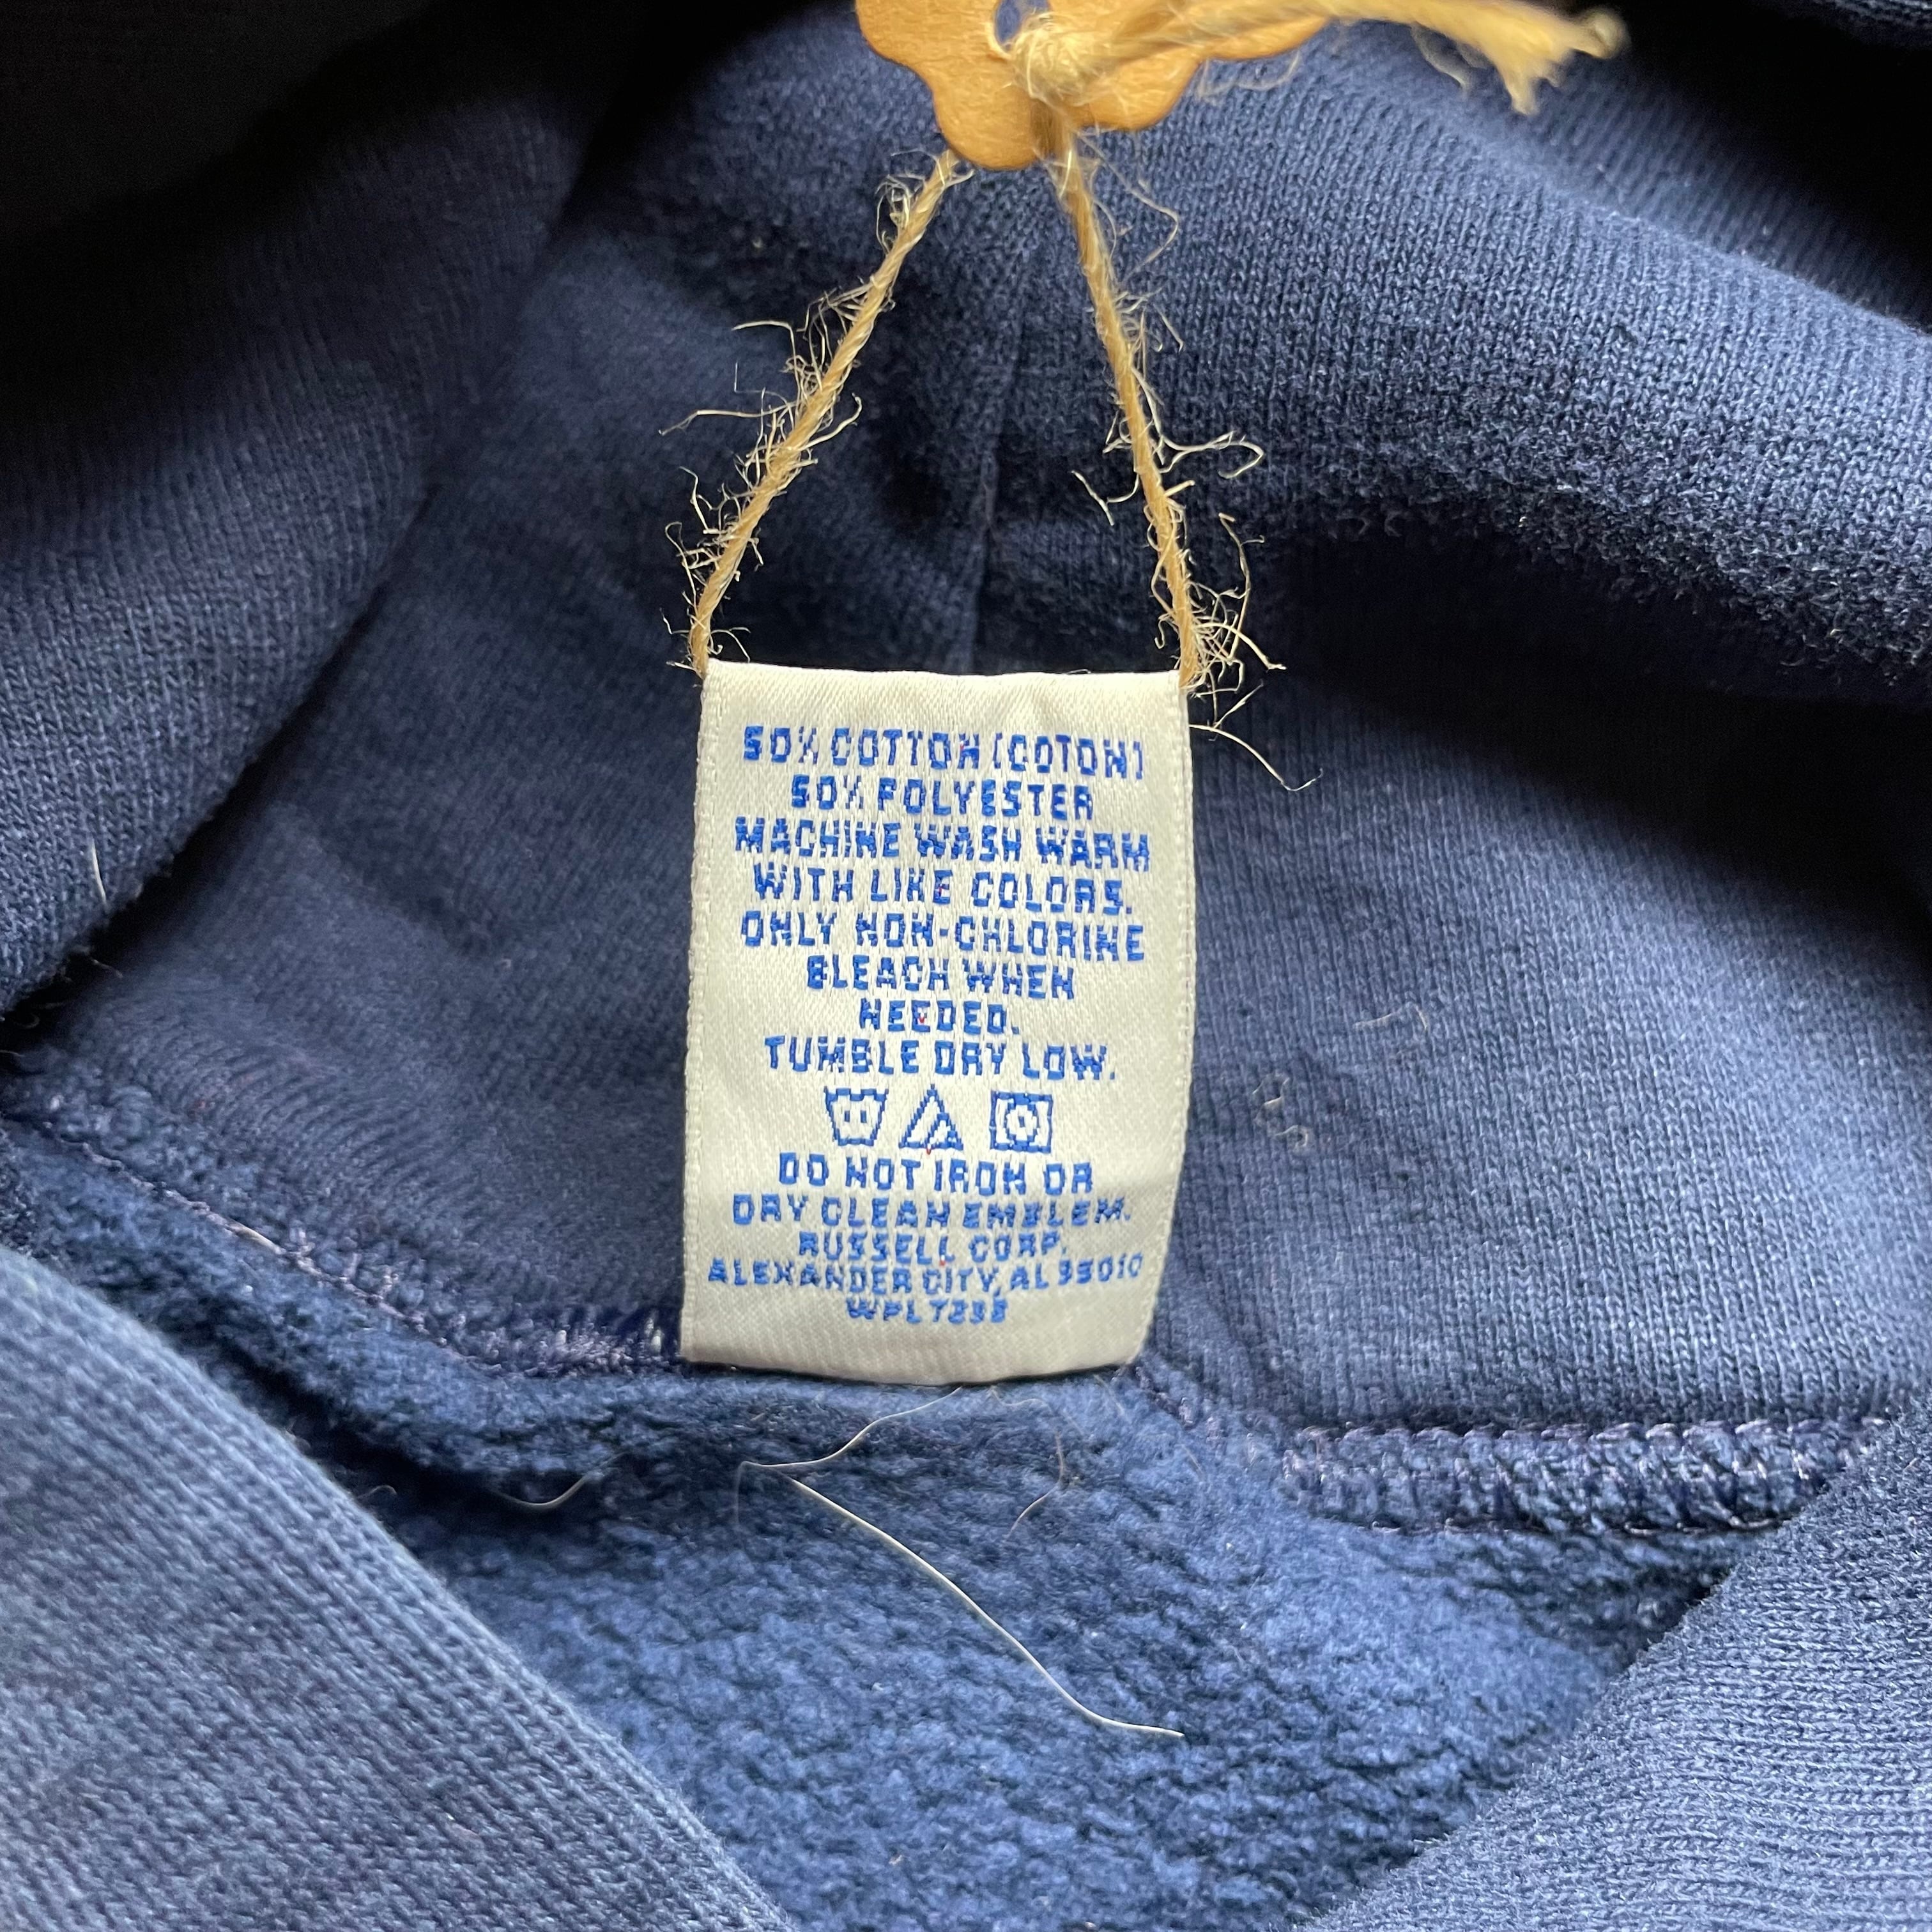 50% COTTON (COTON)
50% POLYESTER
MACHINE WASH WARM
WITH LIKE COLORS.
ONLY NON-CHLORINE
BLEACH WHEN
NEEDED.
TUMBLE DRY LOW.
DO NOT IRON OR
DRY CLEAN EMBLEM.
RUSSELL CORP.
ALEXANDER CITY, AL 35010
WPL 7238